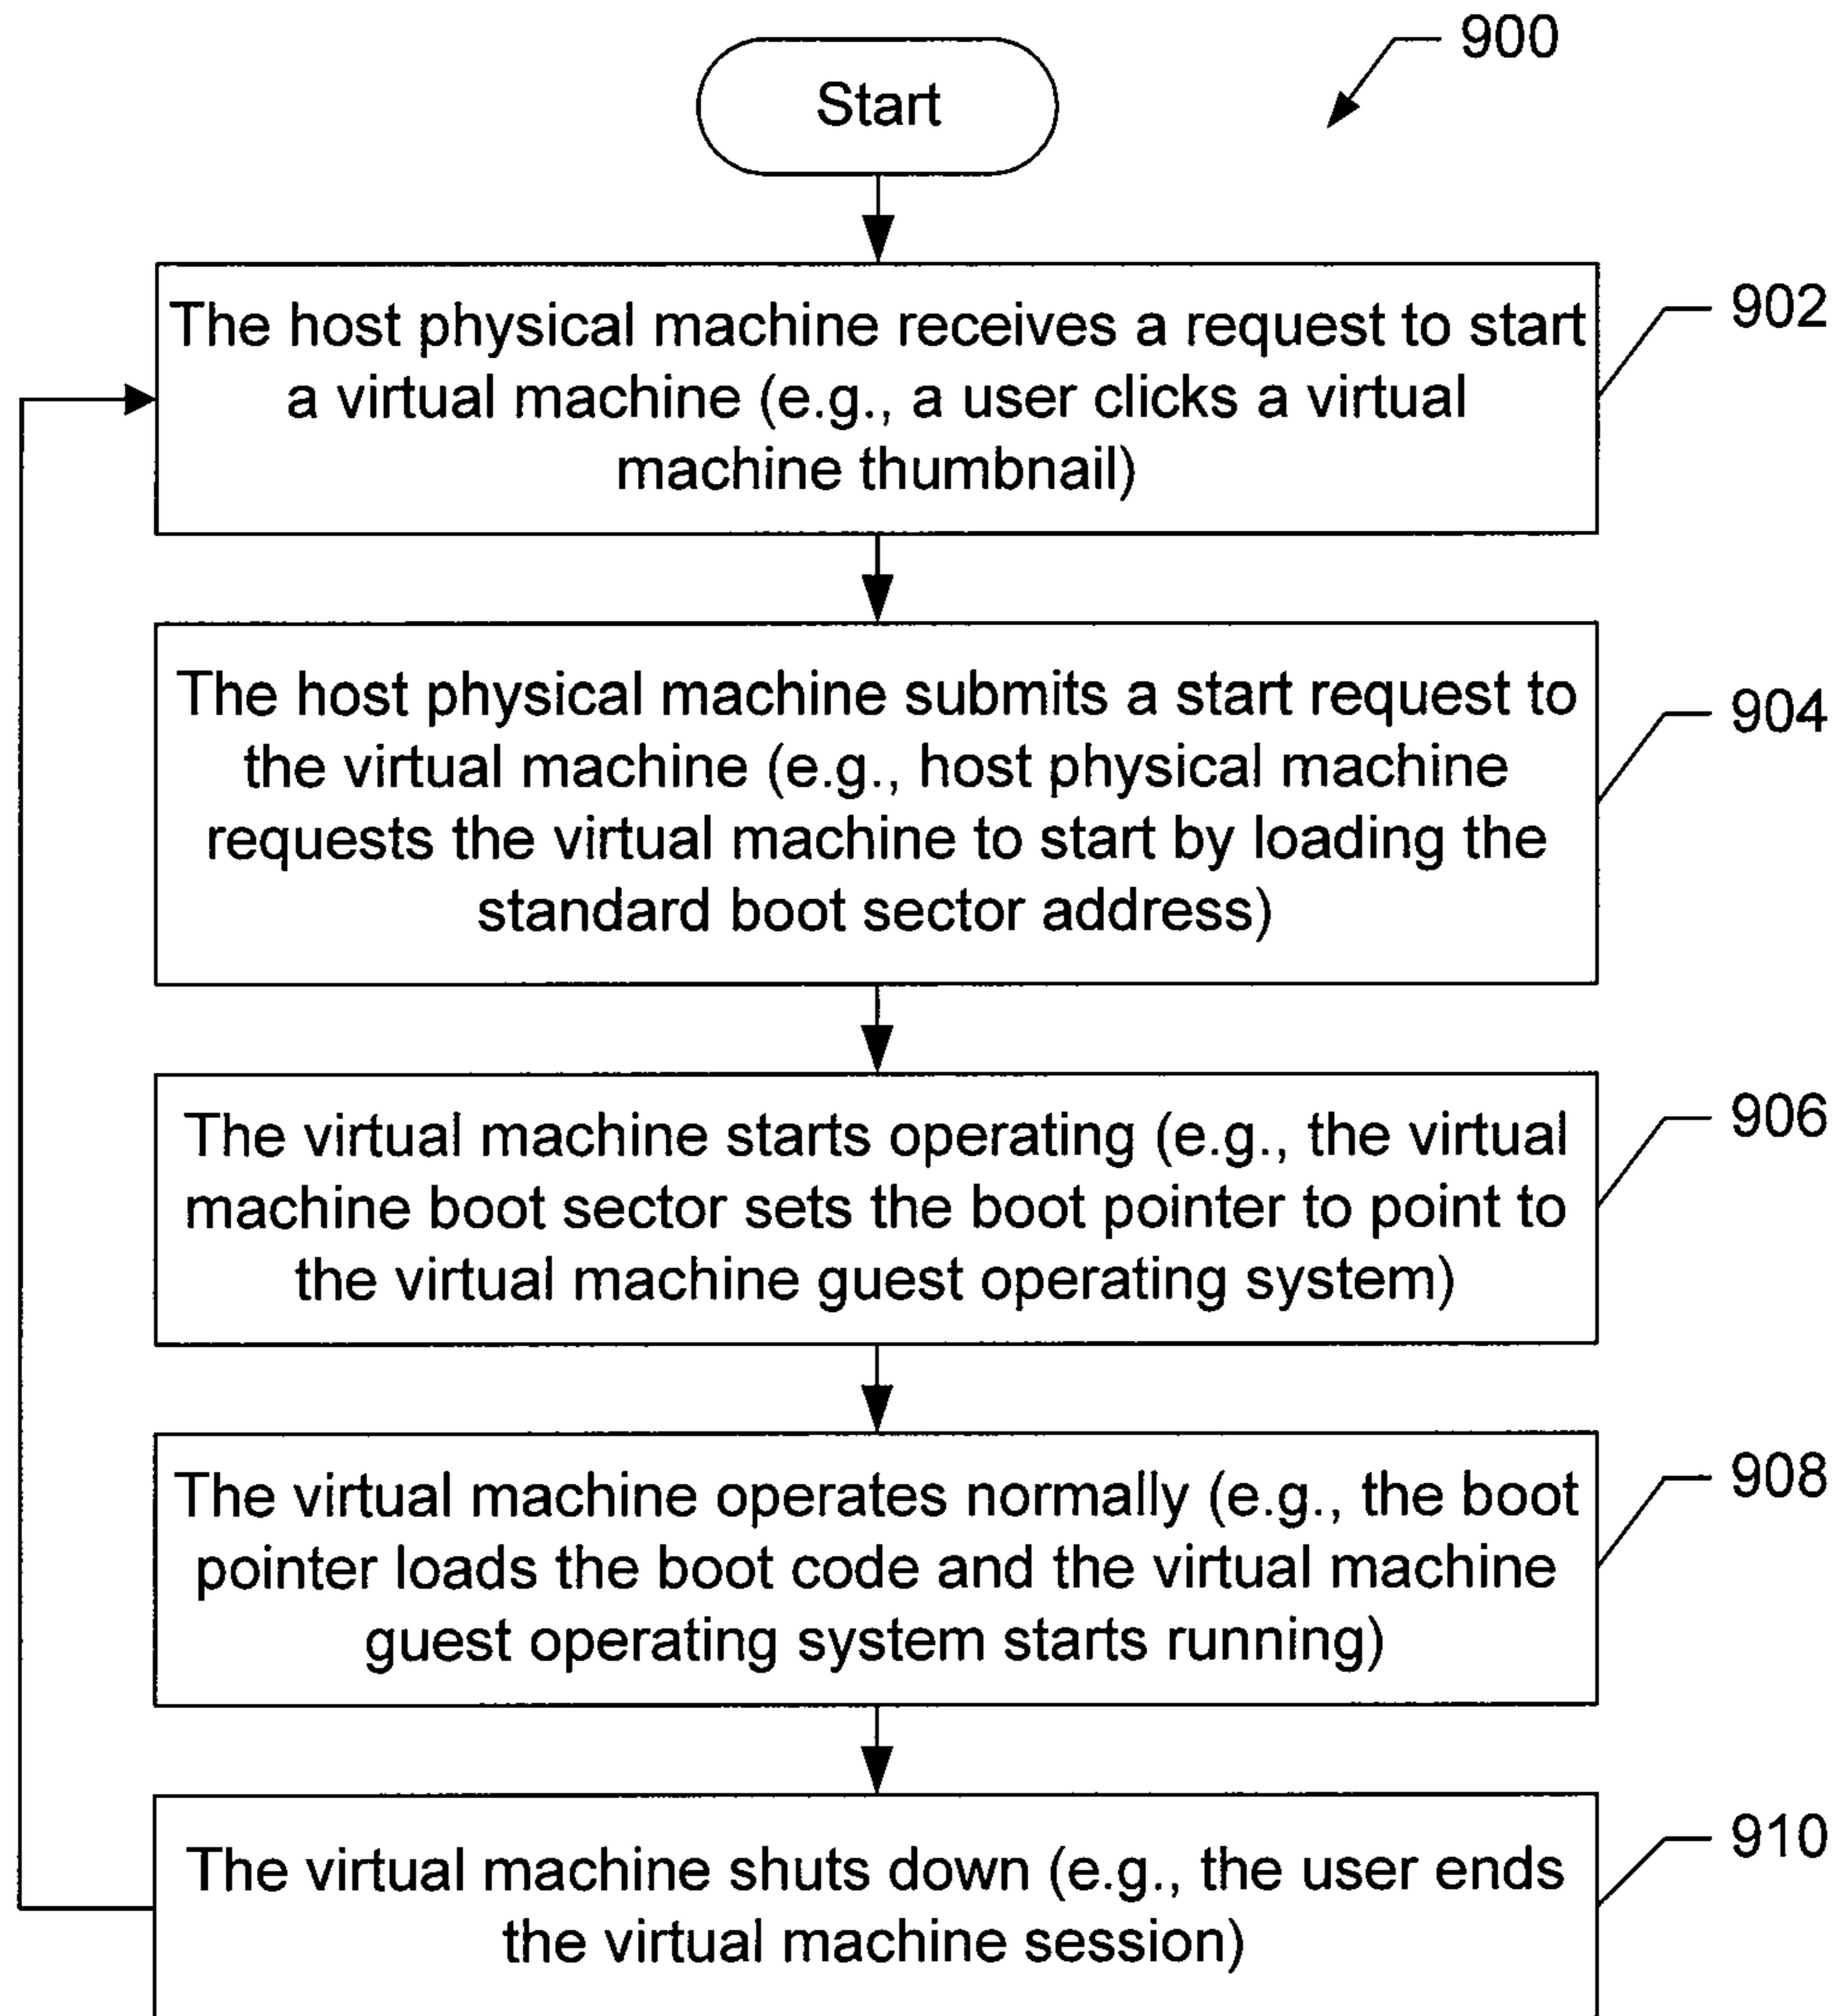 900
Start
The host physical machine receives a request to start
a virtual machine (e.g., a user clicks a virtual
machine thumbnail)
902
The host physical machine submits a start request to
the virtual machine (e.g., host physical machine
requests the virtual machine to start by loading the
standard boot sector address)
904
The virtual machine starts operating (e.g., the virtual
machine boot sector sets the boot pointer to point to
the virtual machine guest operating system)
906
The virtual machine operates normally (e.g., the boot
pointer loads the boot code and the virtual machine
guest operating system starts running)
908
The virtual machine shuts down (e.g., the user ends
the virtual machine session)
910